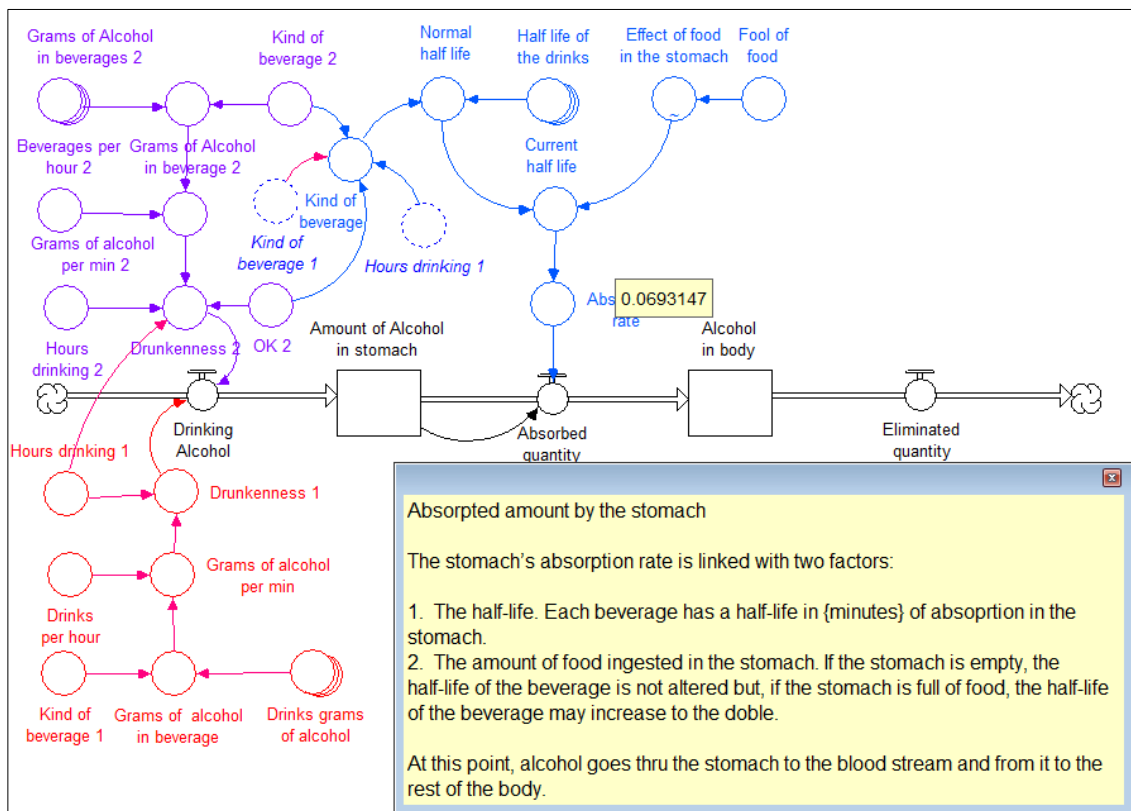 Grams of Alcohol
in beverages 2
Kind of
beverage 2
Normal
half life
Half life of
the drinks
Effect of food
in the stomach
Fool of
food
~
Beverages per
hour 2
Grams of Alcohol
in beverage 2
Current
half life
Kind of
beverage
Grams of alcohol
per min 2
Kind of
beverage 1
Hours drinking 1
Abs
rate
0.0693147
Hours
drinking 2
Drunkenness 2
OK 2
Amount of Alcohol
in stomach
Alcohol
in body
Drinking
Alcohol
Absorbed
quantity
Eliminated
quantity
Hours drinking 1
Drunkenness 1
Grams of alcohol
per min
Drinks
per hour
Kind of
beverage 1
Grams of alcohol
in beverage
Drinks grams
of alcohol
x
Absorpted amount by the stomach
The stomach's absorption rate is linked with two factors:
1. The half-life. Each beverage has a half-life in {minutes} of absoprtion in the
stomach.
2. The amount of food ingested in the stomach. If the stomach is empty, the
half-life of the beverage is not altered but, if the stomach is full of food, the half-life
of the beverage may increase to the doble.
At this point, alcohol goes thru the stomach to the blood stream and from it to the
rest of the body.